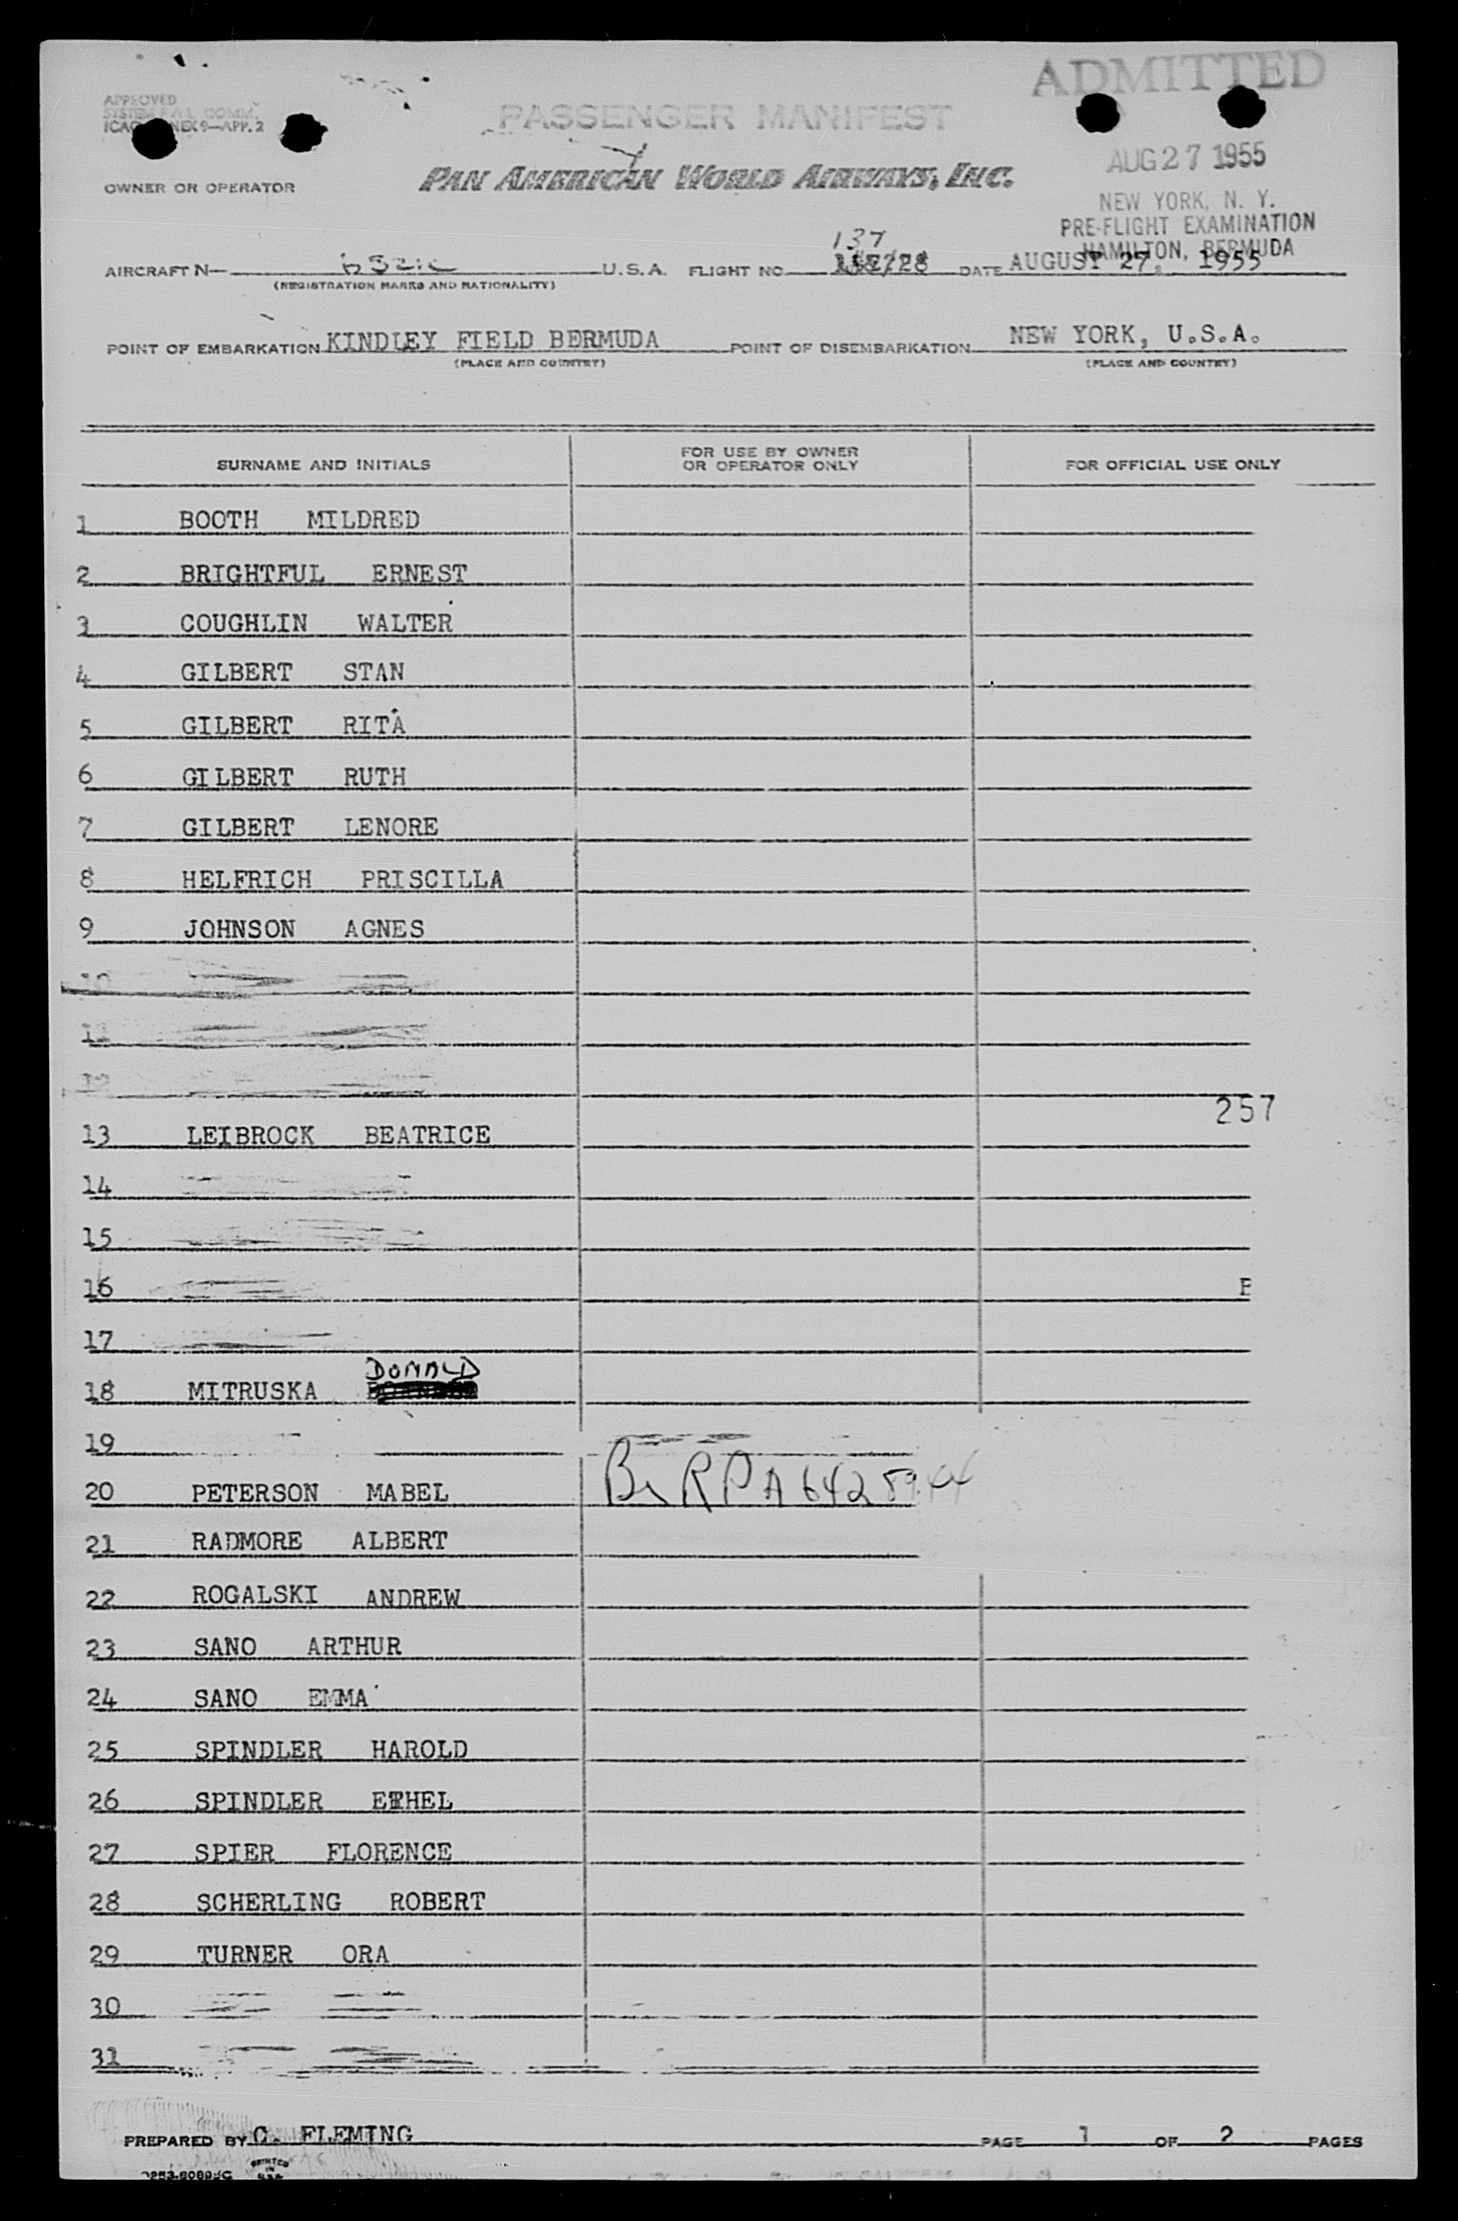 ADMITTED
APPROVED
PASSENGER MANIFEST
AUG 27 1955
OWNER OR OPERATOR
PAN AMERICAN WORLD AIRWAYS, INC.
NEW YORK, N. Y.
PRE-FLIGHT EXAMINATION
HAMILTON, BERMUDA
137
AIRCRAFT N— U.S.A. FLIGHT NO. DATE AUGUST 27, 1955
(REGISTRATION MARKS AND NATIONALITY)
POINT OF EMBARKATION KINDLEY FIELD BERMUDA POINT OF DISEMBARKATION NEW YORK, U.S.A.
(PLACE AND COUNTRY) (PLACE AND COUNTRY)
SURNAME AND INITIALS FOR USE BY OWNER OR OPERATOR ONLY FOR OFFICIAL USE ONLY
1 BOOTH MILDRED
2 BRIGHTFUL ERNEST
3 COUGHLIN WALTER
4 GILBERT STAN
5 GILBERT RITA
6 GILBERT RUTH
7 GILBERT LENORE
8 HELFRICH PRISCILLA
9 JOHNSON AGNES
10
11
12
257
13 LEIBROCK BEATRICE
14
15
16
17
18 MITRUSKA DONALD
19
20 PETERSON MABEL
21 RADMORE ALBERT
22 ROGALSKI ANDREW
23 SANO ARTHUR
24 SANO EMMA
25 SPINDLER HAROLD
26 SPINDLER ETHEL
27 SPIER FLORENCE
28 SCHERLING ROBERT
29 TURNER ORA
30
31
PREPARED BY C. FLEMING PAGE 1 OF 2 PAGES
PRINTED IN U.S.A.